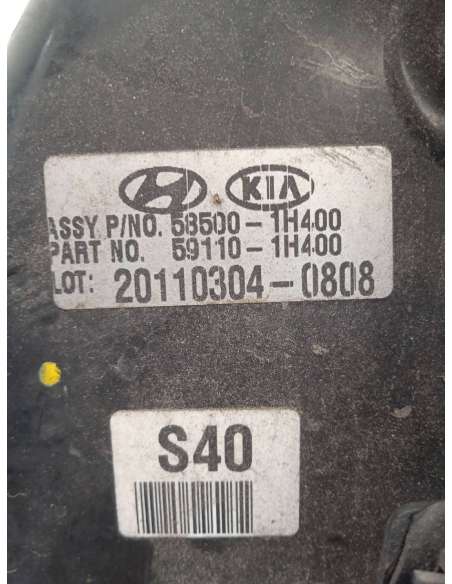 KIA
ASSY P/NO. 58500-1H400
PART NO. 59110-1H400
LOT: 20110304-0808
S40